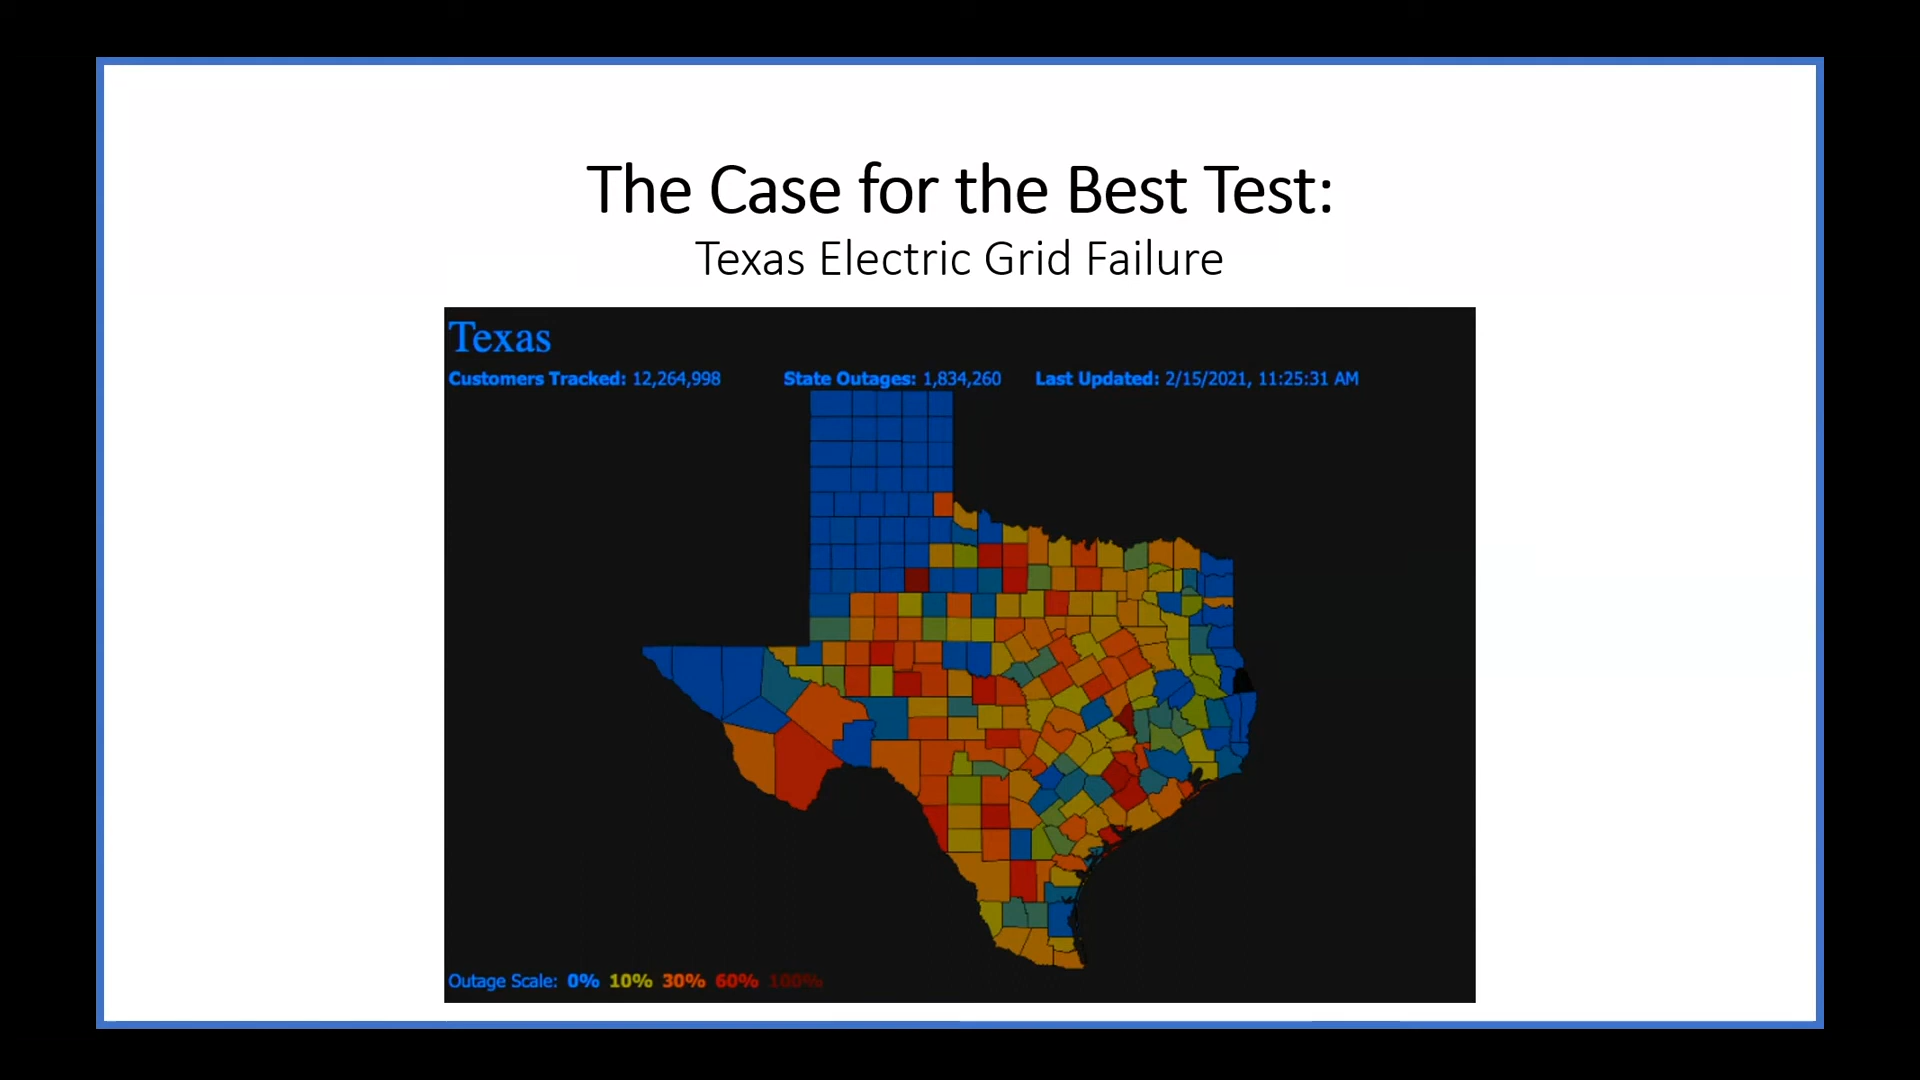 The Case for the Best Test:
Texas Electric Grid Failure
Texas
Customers Tracked: 12,264,998 State Outages: 1,834,260 Last Updated: 2/15/2021, 11:25:31 AM
Outage Scale: 0% 10% 30% 60% 100%